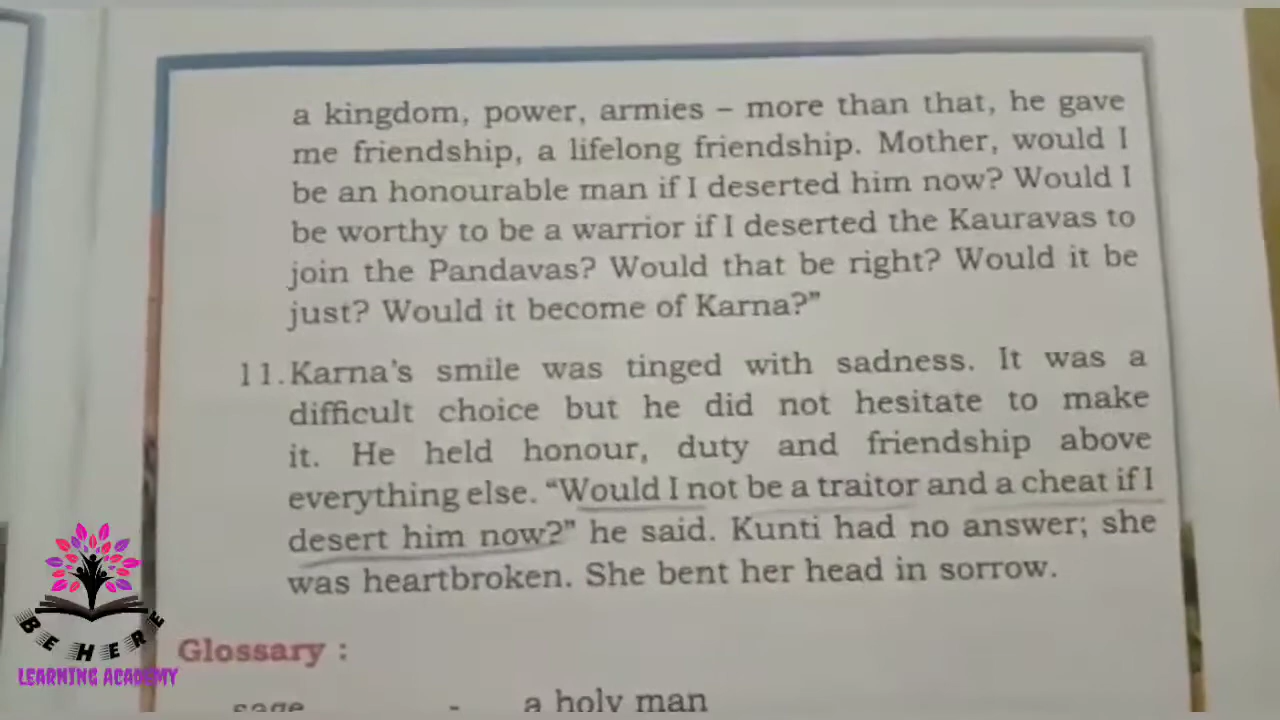 a kingdom, power, armies – more than that, he gave
me friendship, a lifelong friendship. Mother, would I
be an honourable man if I deserted him now? Would I
be worthy to be a warrior if I deserted the Kauravas to
join the Pandavas? Would that be right? Would it be
just? Would it become of Karna?”
11. Karna’s smile was tinged with sadness. It was a
difficult choice but he did not hesitate to make
it. He held honour, duty and friendship above
everything else. “Would I not be a traitor and a cheat if I
desert him now?” he said. Kunti had no answer; she
was heartbroken. She bent her head in sorrow.
Glossary :
sage - a holy man
BE HERE
LEARNING ACADEMY